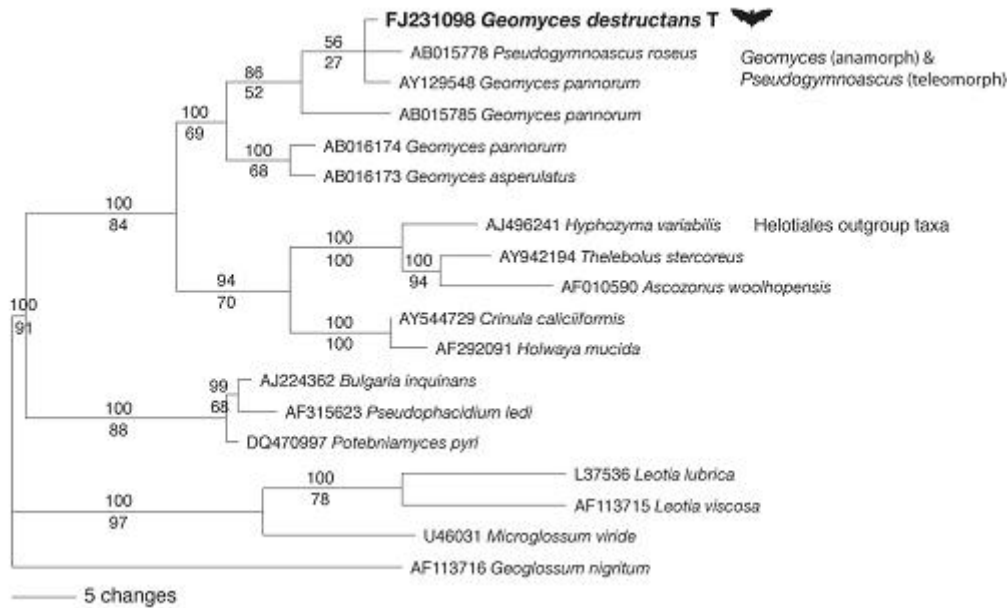 FJ231098 Geomyces destructans T
56
27
AB015778 Pseudogymnoascus roseus
Geomyces (anamorph) &
Pseudogymnoascus (teleomorph)
86
52
AY129548 Geomyces pannorum
AB015785 Geomyces pannorum
100
69
100
68
AB016174 Geomyces pannorum
AB016173 Geomyces asperulatus
100
84
AJ496241 Hyphozyma variabilis
Helotiales outgroup taxa
100
100
100
94
AY942194 Thelebolus stercoreus
AF010590 Ascozonus woolhopensis
94
70
100
100
AY544729 Crinula caliciiformis
AF292091 Holwaya mucida
100
91
99
68
AJ224362 Bulgaria inquinans
AF315623 Pseudophacidium ledi
100
88
DQ470997 Potebniamyces pyri
L37536 Leotia lubrica
100
78
AF113715 Leotia viscosa
100
97
U46031 Microglossum viride
AF113716 Geoglossum nigritum
5 changes